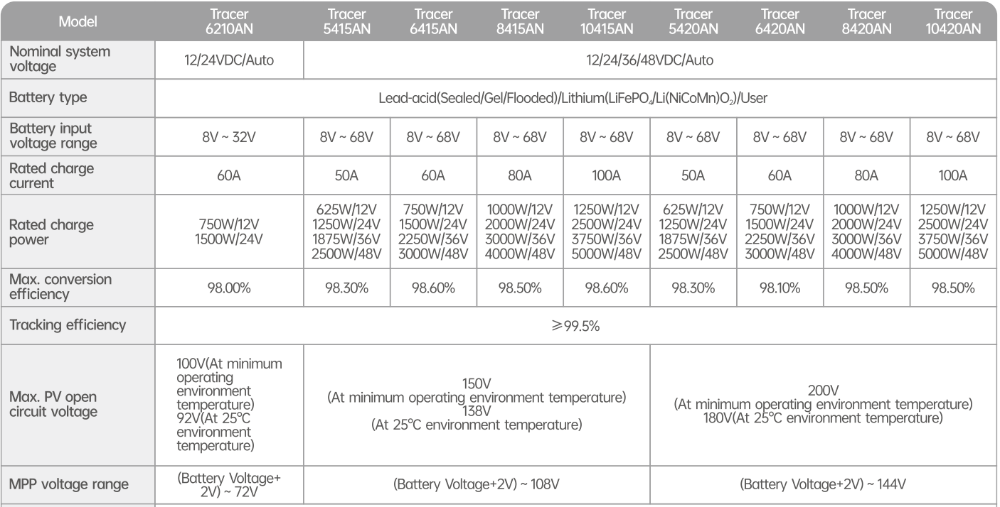 Model
Tracer
6210AN
Tracer
5415AN
Tracer
6415AN
Tracer
8415AN
Tracer
10415AN
Tracer
5420AN
Tracer
6420AN
Tracer
8420AN
Tracer
10420AN
Nominal system
voltage
12/24VDC/Auto
12/24/36/48VDC/Auto
Battery type
Lead-acid(Sealed/Gel/Flooded)/Lithium(LiFePO₄/Li(NiCoMn)O₂)/User
Battery input
voltage range
8V ~ 32V
8V ~ 68V
8V ~ 68V
8V ~ 68V
8V ~ 68V
8V ~ 68V
8V ~ 68V
8V ~ 68V
8V ~ 68V
Rated charge
current
60A
50A
60A
80A
100A
50A
60A
80A
100A
Rated charge
power
750W/12V
1500W/24V
625W/12V
1250W/24V
1875W/36V
2500W/48V
750W/12V
1500W/24V
2250W/36V
3000W/48V
1000W/12V
2000W/24V
3000W/36V
4000W/48V
1250W/12V
2500W/24V
3750W/36V
5000W/48V
625W/12V
1250W/24V
1875W/36V
2500W/48V
750W/12V
1500W/24V
2250W/36V
3000W/48V
1000W/12V
2000W/24V
3000W/36V
4000W/48V
1250W/12V
2500W/24V
3750W/36V
5000W/48V
Max. conversion
efficiency
98.00%
98.30%
98.60%
98.50%
98.60%
98.30%
98.10%
98.50%
98.50%
Tracking efficiency
≥99.5%
Max. PV open
circuit voltage
100V(At minimum
operating
environment
temperature)
92V(At 25℃
environment
temperature)
150V
(At minimum operating environment temperature)
138V
(At 25℃ environment temperature)
200V
(At minimum operating environment temperature)
180V(At 25℃ environment temperature)
MPP voltage range
(Battery Voltage+
2V) ~ 72V
(Battery Voltage+2V) ~ 108V
(Battery Voltage+2V) ~ 144V